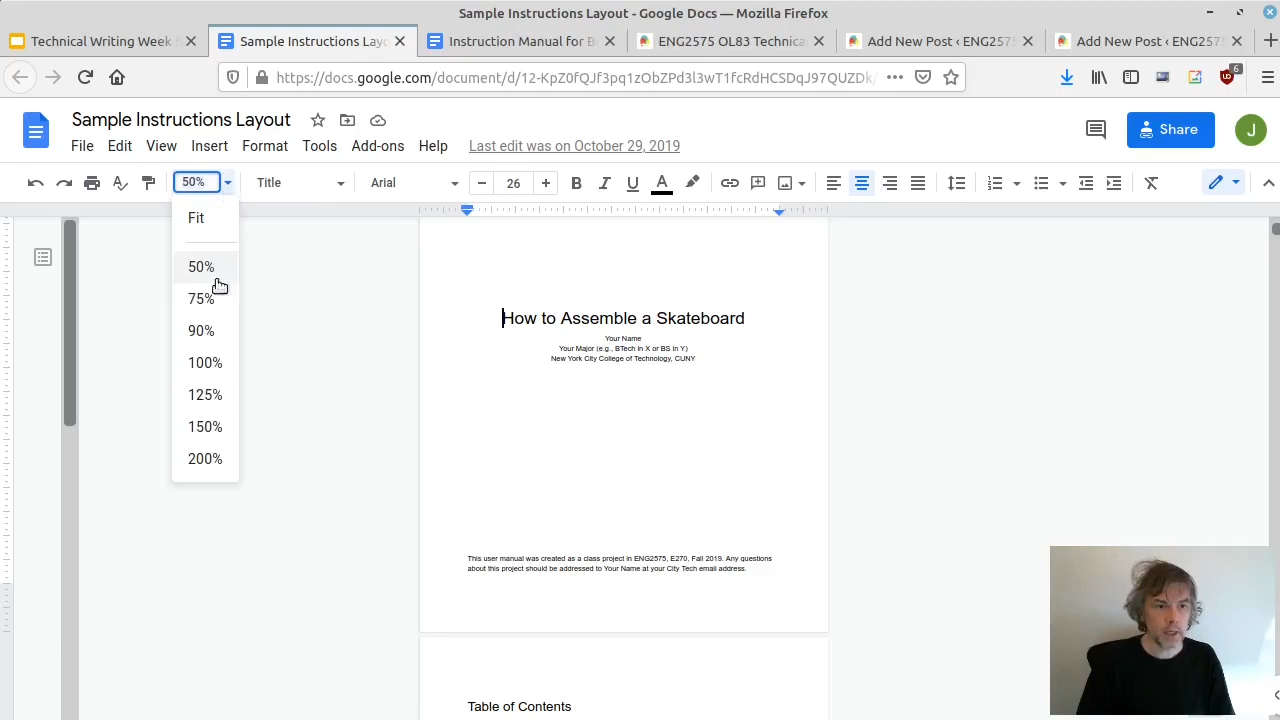 Sample Instructions Layout - Google Docs — Mozilla Firefox
Technical Writing Week
Sample Instructions Layo
Instruction Manual for B
ENG2575 OL83 Technica
Add New Post ‹ ENG2575
Add New Post ‹ ENG2575
https://docs.google.com/document/d/12-KpZ0fQJf3pq1zObZPd3l3wT1fcRdHCSDqJ97QUZDk/
6
Sample Instructions Layout
Share
J
File Edit View Insert Format Tools Add-ons Help Last edit was on October 29, 2019
50% Title Arial 26 B I U A
Fit
50%
75%
90%
100%
125%
150%
200%
How to Assemble a Skateboard
Your Name
Your Major (e.g., BTech in X or BS in Y)
New York City College of Technology, CUNY
This user manual was created as a class project in ENG2575, E270, Fall 2019. Any questions
about this project should be addressed to Your Name at your City Tech email address.
Table of Contents